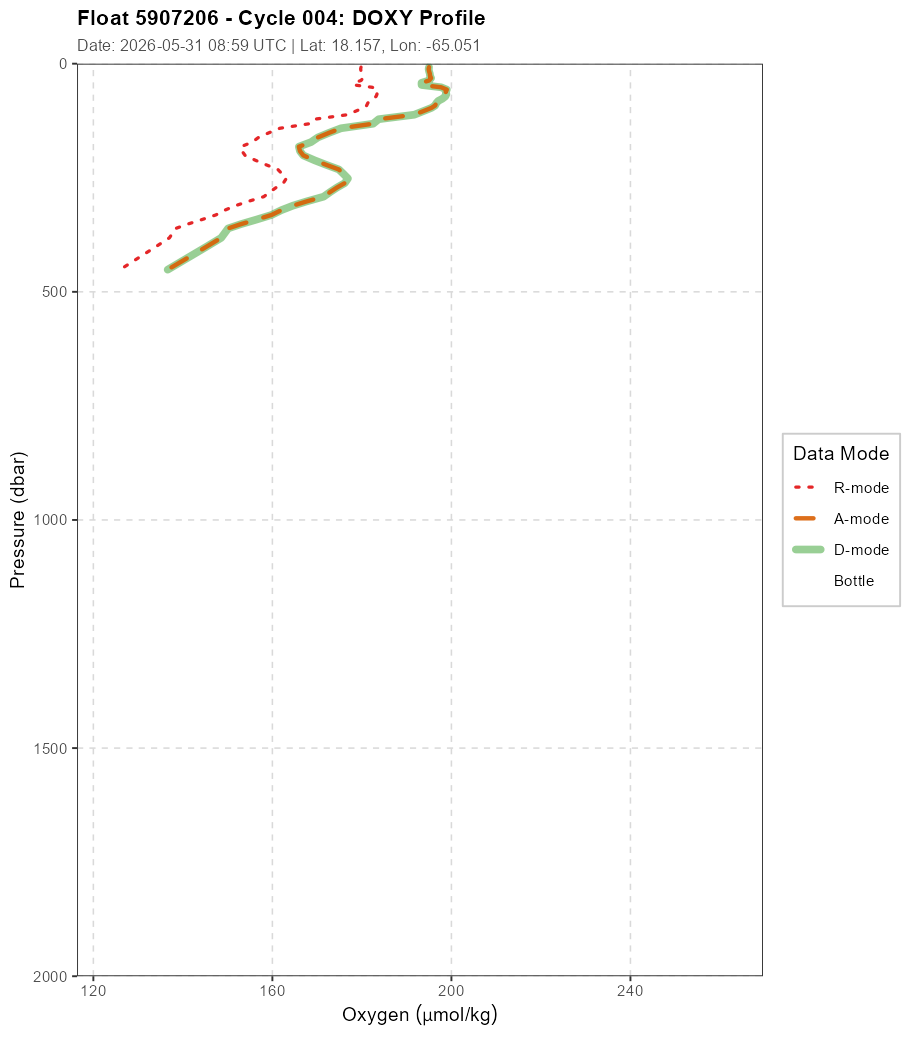 Float 5907206 - Cycle 004: DOXY Profile
Date: 2026-05-31 08:59 UTC | Lat: 18.157, Lon: -65.051
0
500
1000
1500
2000
Pressure (dbar)
120
160
200
240
Oxygen (μmol/kg)
Data Mode
R-mode
A-mode
D-mode
Bottle